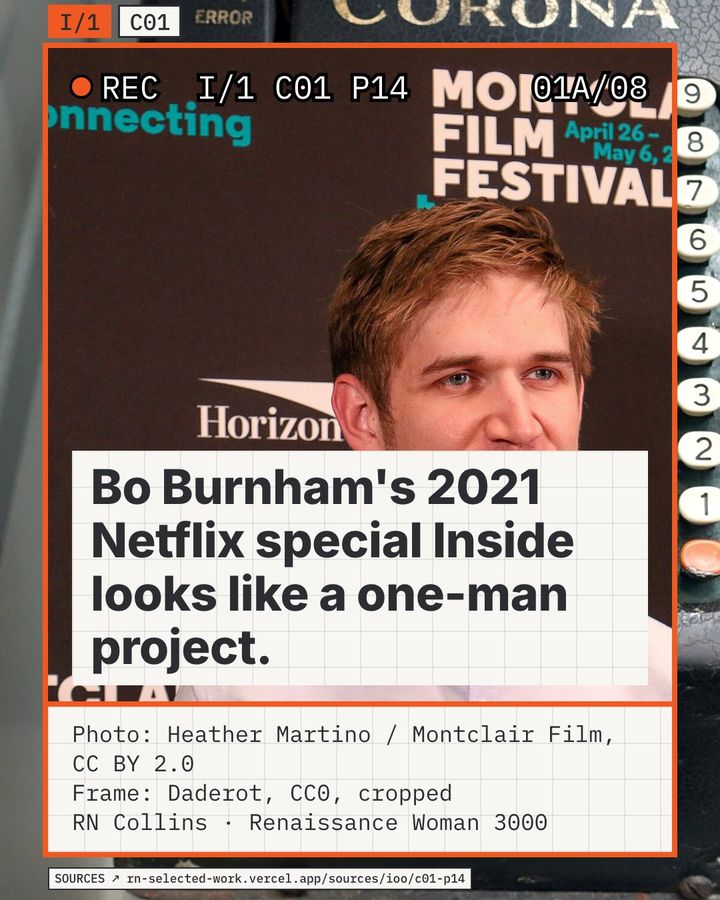 CORONA
I/1 C01
ERROR
REC I/1 C01 P14 01A/08
onnecting
MONTCLA
FILM
FESTIVAL
April 26 –
May 6, 2
9
8
7
6
5
4
3
2
1
Horizon
Bo Burnham's 2021
Netflix special Inside
looks like a one-man
project.
Photo: Heather Martino / Montclair Film,
CC BY 2.0
Frame: Daderot, CC0, cropped
RN Collins · Renaissance Woman 3000
SOURCES ↗ rn-selected-work.vercel.app/sources/ioo/c01-p14